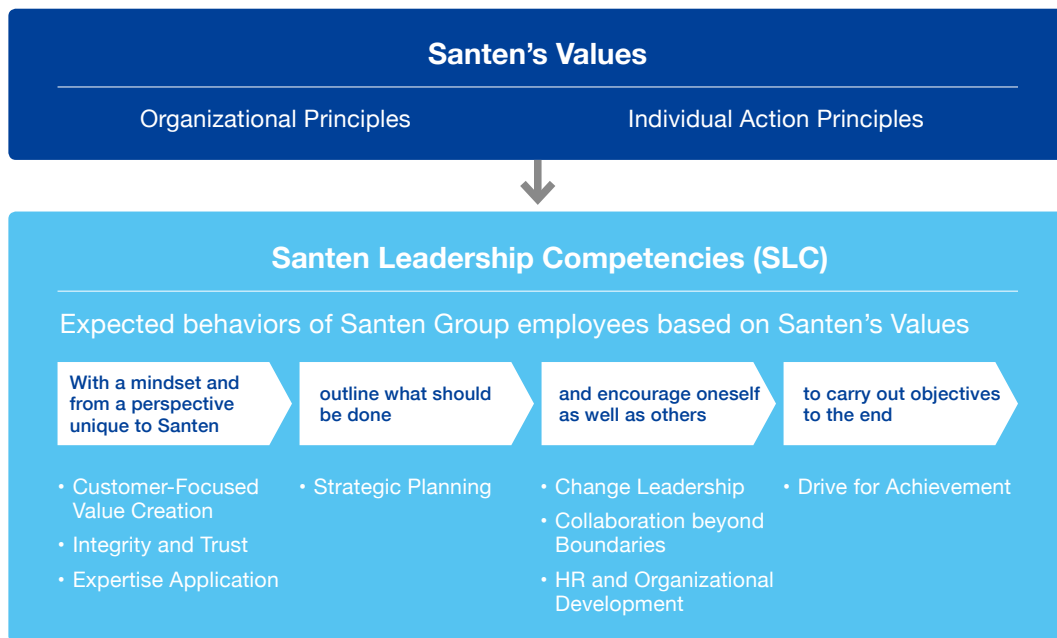 Santen’s Values
Organizational Principles
Individual Action Principles
Santen Leadership Competencies (SLC)
Expected behaviors of Santen Group employees based on Santen’s Values
With a mindset and
from a perspective
unique to Santen
outline what should
be done
and encourage oneself
as well as others
to carry out objectives
to the end
• Customer-Focused
Value Creation
• Integrity and Trust
• Expertise Application
• Strategic Planning
• Change Leadership
• Collaboration beyond
Boundaries
• HR and Organizational
Development
• Drive for Achievement